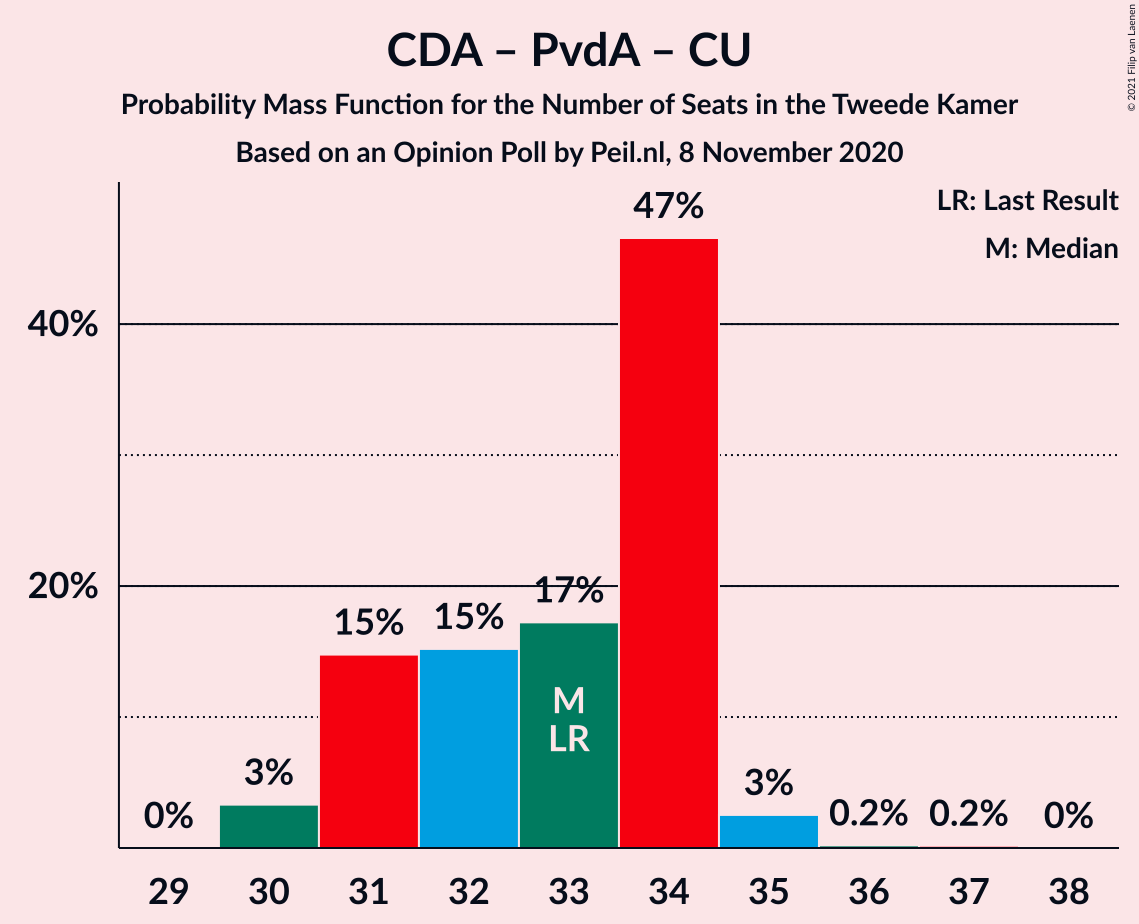 CDA – PvdA – CU
Probability Mass Function for the Number of Seats in the Tweede Kamer
Based on an Opinion Poll by Peil.nl, 8 November 2020
© 2021 Filip van Laenen
LR: Last Result
M: Median
47%
40%
20%
17%
15%
15%
M
LR
3%
3%
0%
0.2%
0.2%
0%
29 30 31 32 33 34 35 36 37 38